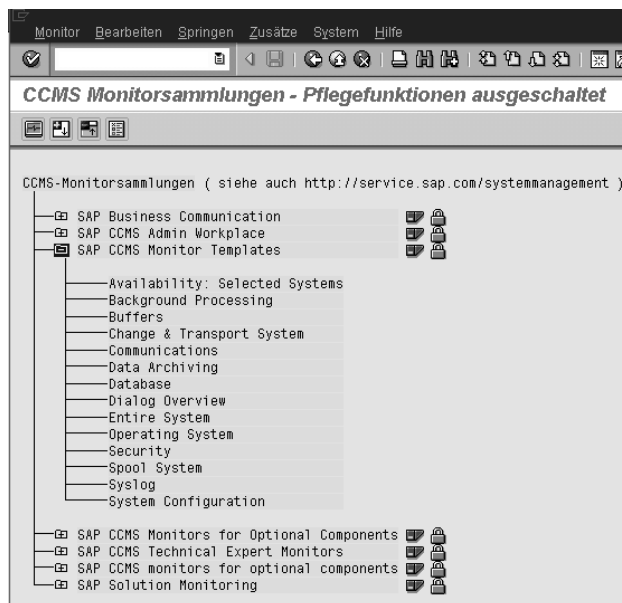 Monitor Bearbeiten Springen Zusätze System Hilfe
CCMS Monitorsammlungen - Pflegefunktionen ausgeschaltet
CCMS-Monitorsammlungen ( siehe auch http://service.sap.com/systemmanagement )
SAP Business Communication
SAP CCMS Admin Workplace
SAP CCMS Monitor Templates
Availability: Selected Systems
Background Processing
Buffers
Change & Transport System
Communications
Data Archiving
Database
Dialog Overview
Entire System
Operating System
Security
Spool System
Syslog
System Configuration
SAP CCMS Monitors for Optional Components
SAP CCMS Technical Expert Monitors
SAP CCMS monitors for optional components
SAP Solution Monitoring